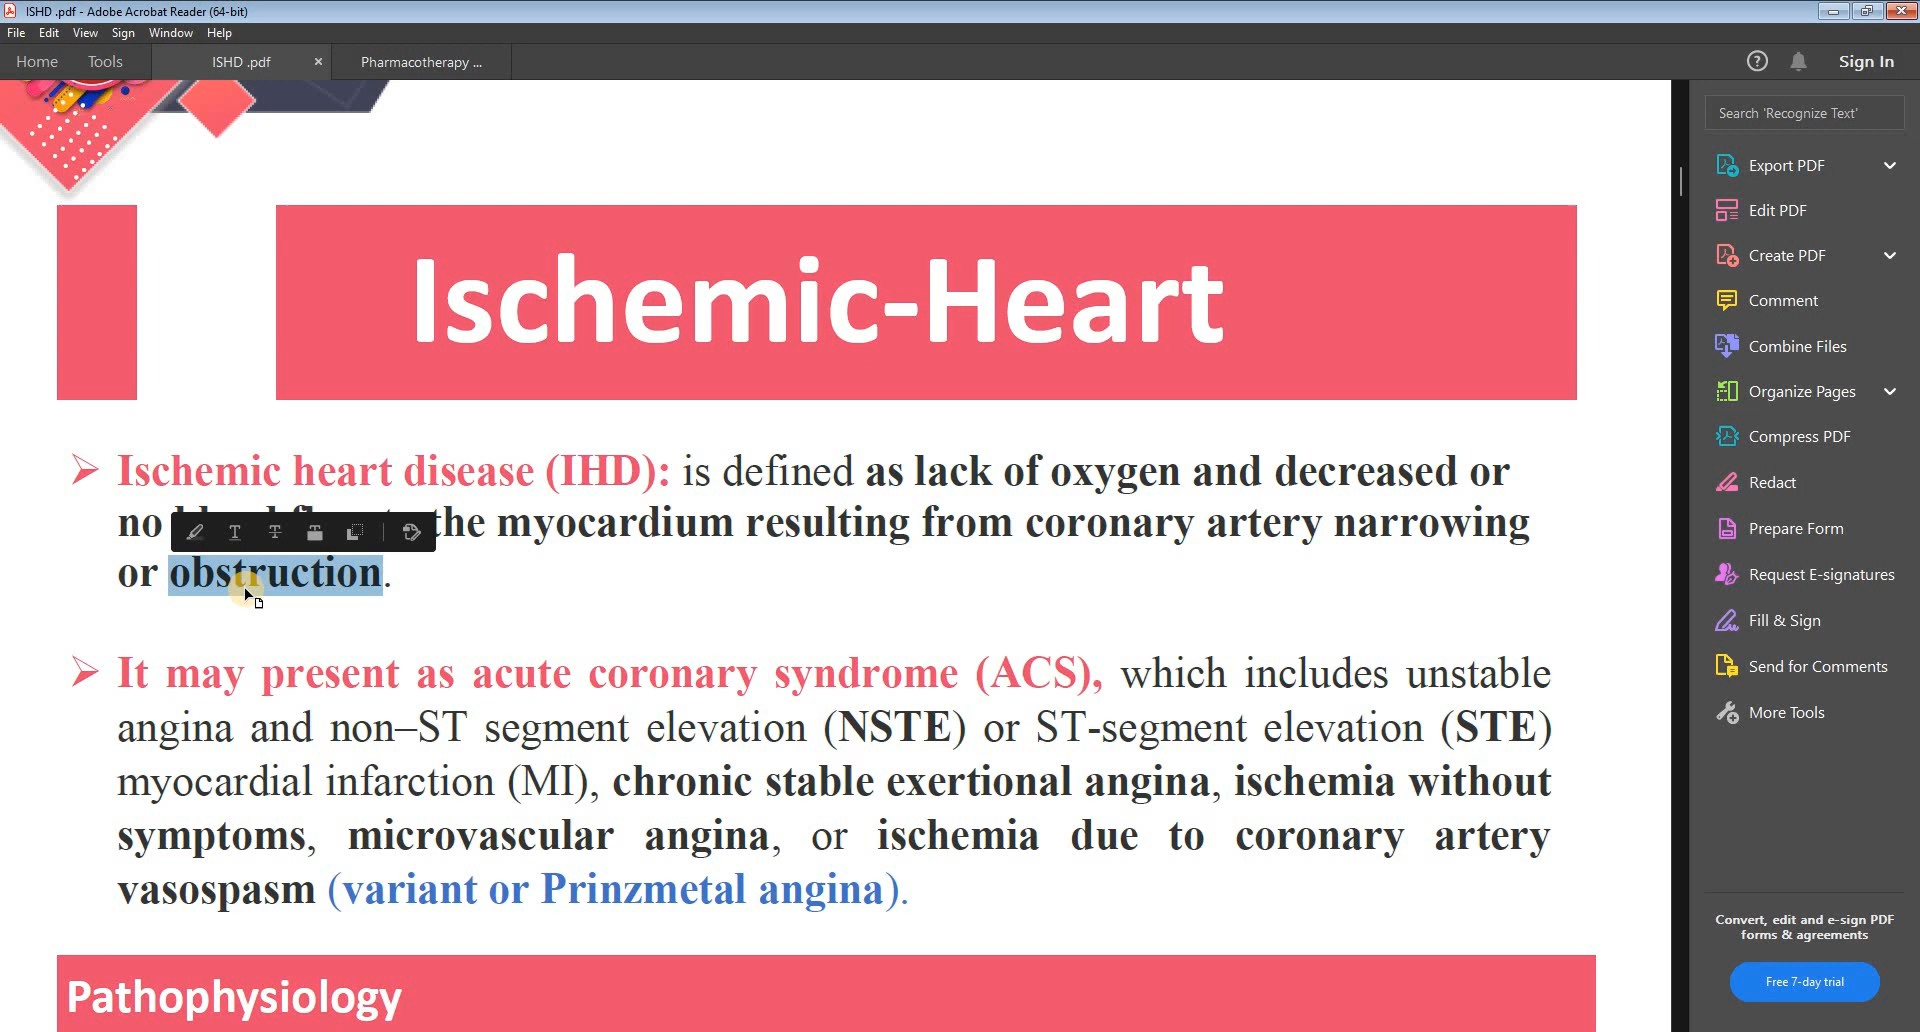 ISHD .pdf - Adobe Acrobat Reader (64-bit)
File Edit View Sign Window Help
Home Tools ISHD .pdf × Pharmacotherapy ... Sign In
Search 'Recognize Text'
Export PDF
Edit PDF
Create PDF
Comment
Combine Files
Organize Pages
Compress PDF
Redact
Prepare Form
Request E-signatures
Fill & Sign
Send for Comments
More Tools
Convert, edit and e-sign PDF
forms & agreements
Free 7-day trial
Ischemic-Heart
Ischemic heart disease (IHD): is defined as lack of oxygen and decreased or
no the myocardium resulting from coronary artery narrowing
or obstruction.
It may present as acute coronary syndrome (ACS), which includes unstable
angina and non–ST segment elevation (NSTE) or ST-segment elevation (STE)
myocardial infarction (MI), chronic stable exertional angina, ischemia without
symptoms, microvascular angina, or ischemia due to coronary artery
vasospasm (variant or Prinzmetal angina).
Pathophysiology